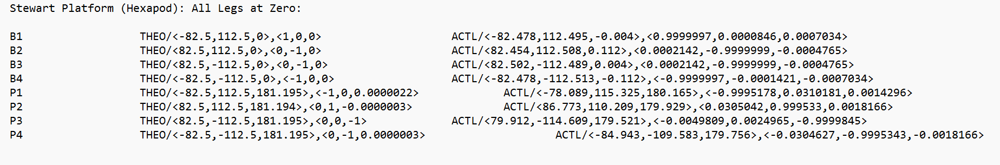 Stewart Platform (Hexapod): All Legs at Zero:
B1 THEO/<-82.5,112.5,0>,<1,0,0> ACTL/<-82.478,112.495,-0.004>,<0.9999997,0.0000846,0.0007034>
B2 THEO/<82.5,112.5,0>,<0,-1,0> ACTL/<82.454,112.508,0.112>,<0.0002142,-0.9999999,-0.0004765>
B3 THEO/<82.5,-112.5,0>,<0,-1,0> ACTL/<82.502,-112.489,0.004>,<0.0002142,-0.9999999,-0.0004765>
B4 THEO/<-82.5,-112.5,0>,<-1,0,0> ACTL/<-82.478,-112.513,-0.112>,<-0.9999997,-0.0001421,-0.0007034>
P1 THEO/<-82.5,112.5,181.195>,<-1,0,0.0000022> ACTL/<-78.089,115.325,180.165>,<-0.9995178,0.0310181,0.0014296>
P2 THEO/<82.5,112.5,181.194>,<0,1,-0.0000003> ACTL/<86.773,110.209,179.929>,<0.0305042,0.999533,0.0018166>
P3 THEO/<82.5,-112.5,181.195>,<0,0,-1> ACTL/<79.912,-114.609,179.521>,<-0.0049809,0.0024965,-0.9999845>
P4 THEO/<-82.5,-112.5,181.195>,<0,-1,0.0000003> ACTL/<-84.943,-109.583,179.756>,<-0.0304627,-0.9995343,-0.0018166>